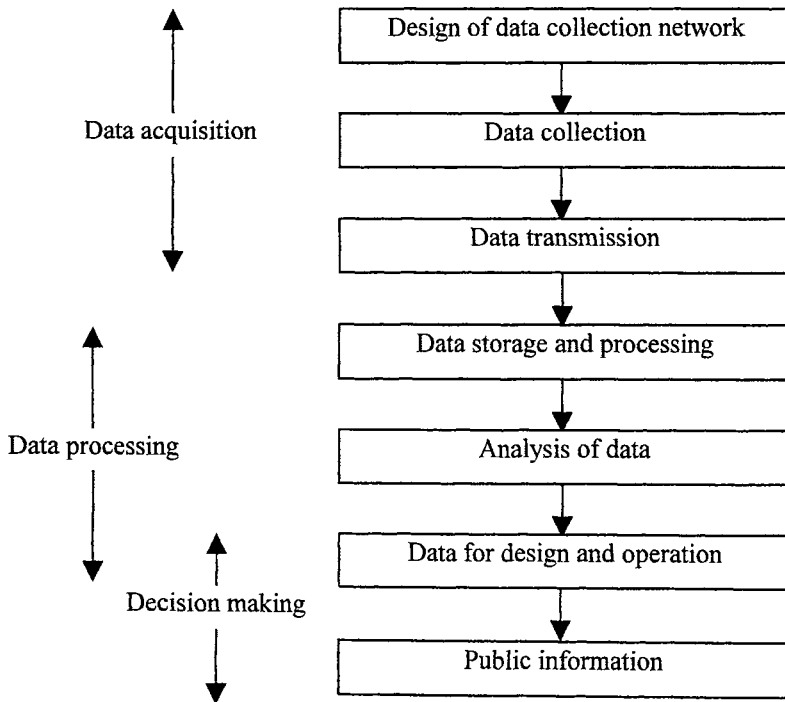 Design of data collection network
Data acquisition
Data collection
Data transmission
Data storage and processing
Data processing
Analysis of data
Data for design and operation
Decision making
Public information